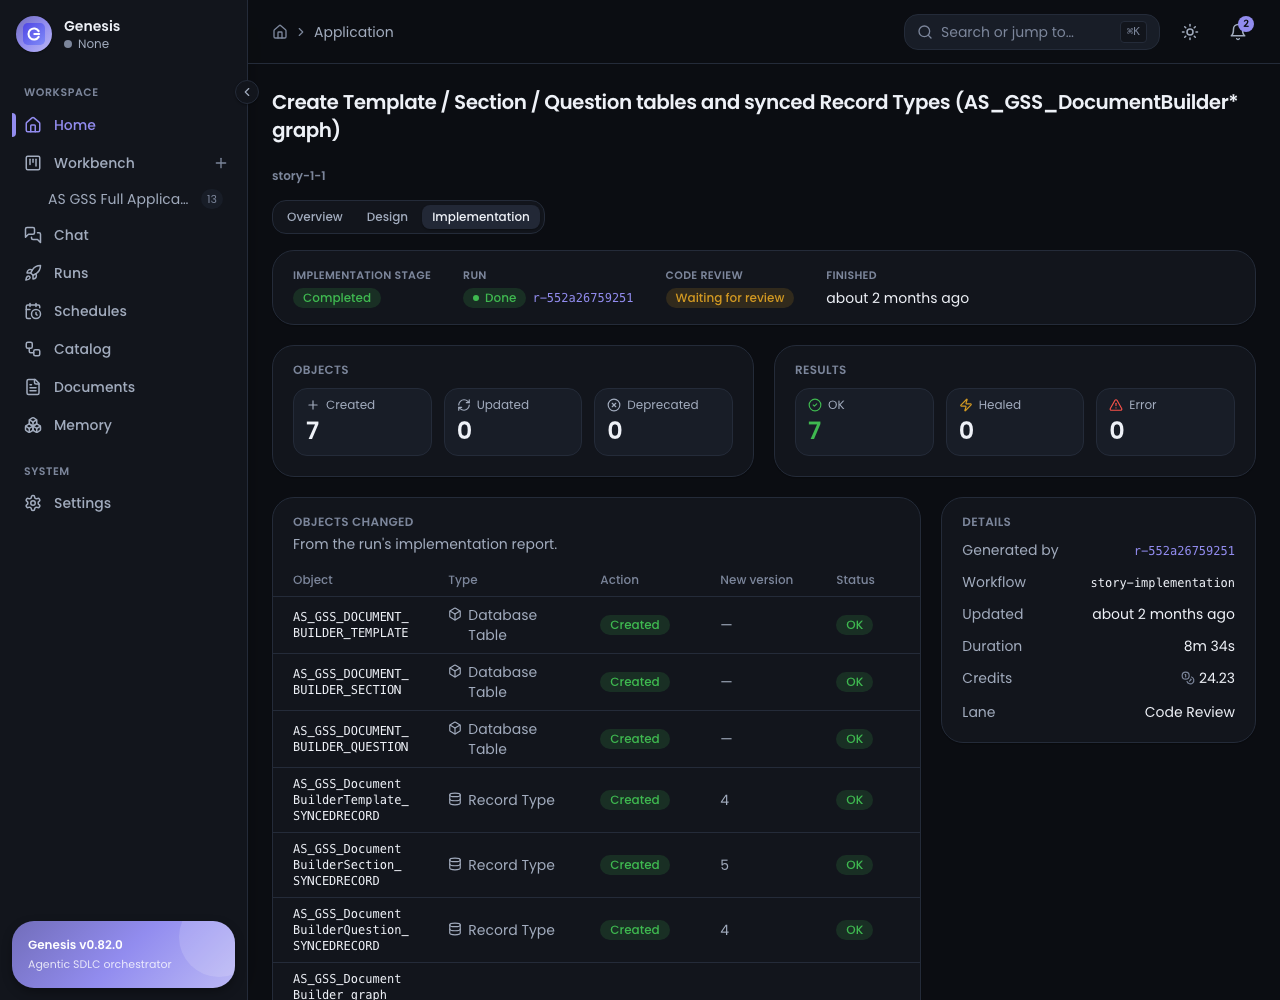 Genesis
None
WORKSPACE
Home
Workbench
AS GSS Full Applica... 13
Chat
Runs
Schedules
Catalog
Documents
Memory
SYSTEM
Settings
Genesis v0.82.0
Agentic SDLC orchestrator
Application
Search or jump to... ⌘K
2
Create Template / Section / Question tables and synced Record Types (AS_GSS_DocumentBuilder*
graph)
story-1-1
Overview Design Implementation
IMPLEMENTATION STAGE RUN CODE REVIEW FINISHED
Completed Done r-552a26759251 Waiting for review about 2 months ago
OBJECTS
Created Updated Deprecated
7 0 0
RESULTS
OK Healed Error
7 0 0
OBJECTS CHANGED
From the run's implementation report.
Object Type Action New version Status
AS_GSS_DOCUMENT_
BUILDER_TEMPLATE
Database
Table
Created — OK
AS_GSS_DOCUMENT_
BUILDER_SECTION
Database
Table
Created — OK
AS_GSS_DOCUMENT_
BUILDER_QUESTION
Database
Table
Created — OK
AS_GSS_Document
BuilderTemplate_
SYNCEDRECORD
Record Type Created 4 OK
AS_GSS_Document
BuilderSection_
SYNCEDRECORD
Record Type Created 5 OK
AS_GSS_Document
BuilderQuestion_
SYNCEDRECORD
Record Type Created 4 OK
AS_GSS_Document
Builder graph
DETAILS
Generated by r-552a26759251
Workflow story-implementation
Updated about 2 months ago
Duration 8m 34s
Credits 24.23
Lane Code Review